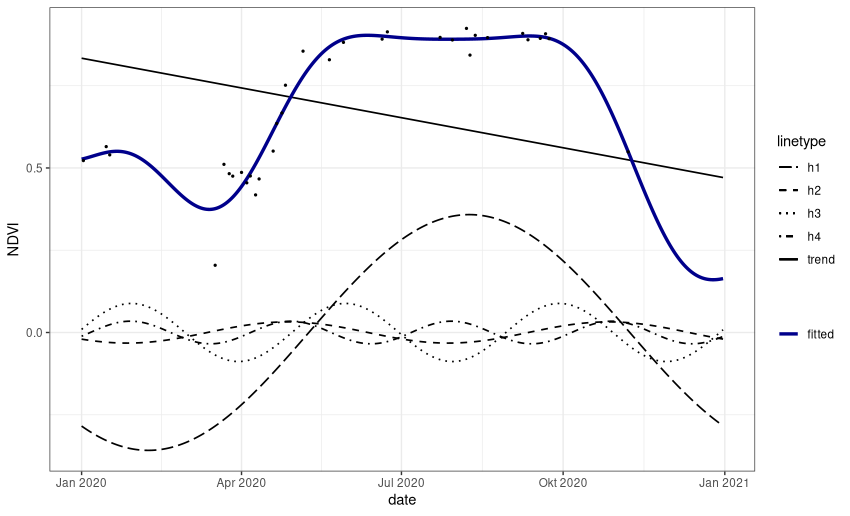 NDVI
0.5
0.0
Jan 2020
Apr 2020
Jul 2020
Okt 2020
Jan 2021
date
linetype
h1
h2
h3
h4
trend
fitted